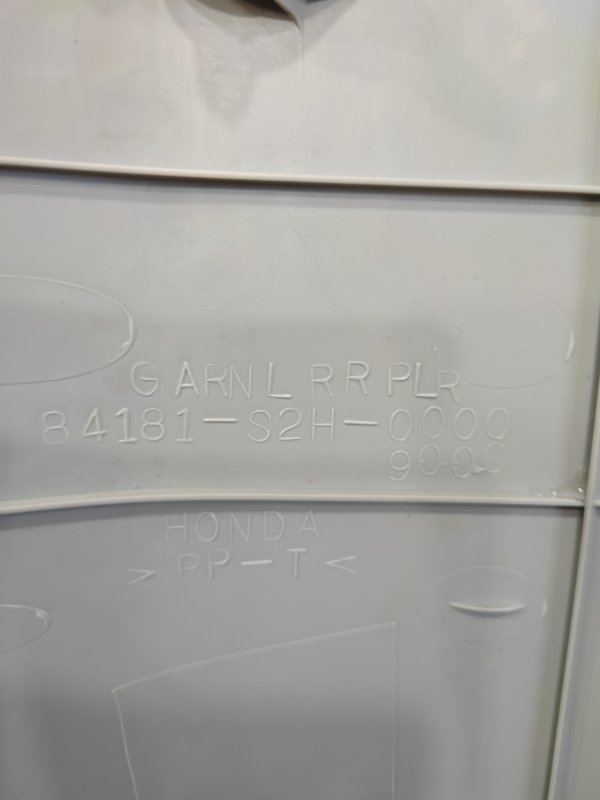 GARN L RR PLR
84181-S2H-0000
9000
HONDA
>PP-T<